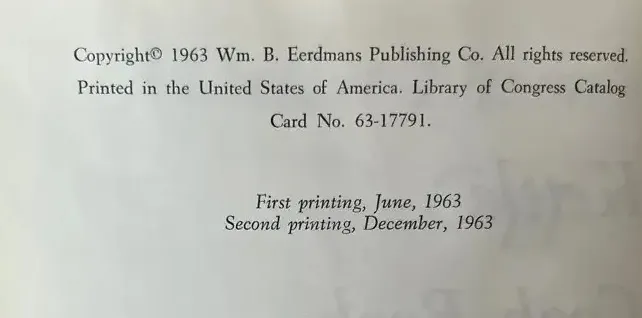 Copyright© 1963 Wm. B. Eerdmans Publishing Co. All rights reserved.
Printed in the United States of America. Library of Congress Catalog
Card No. 63-17791.
First printing, June, 1963
Second printing, December, 1963